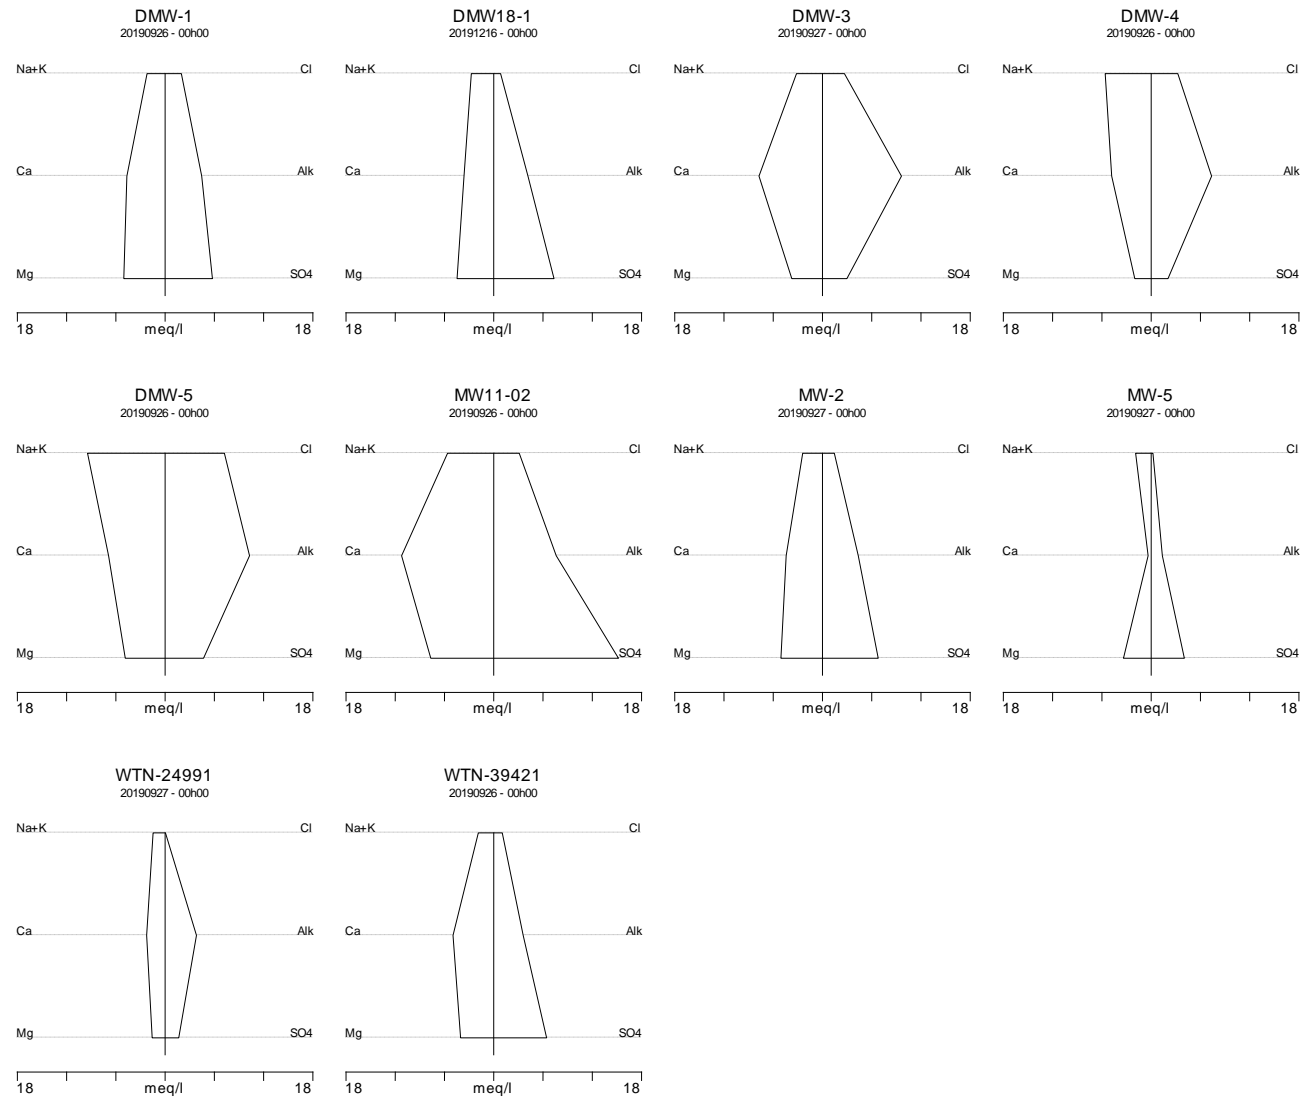 DMW-1
20190926 - 00h00
Na+K Cl
Ca Alk
Mg SO4
18 meq/l 18
DMW18-1
20191216 - 00h00
Na+K Cl
Ca Alk
Mg SO4
18 meq/l 18
DMW-3
20190927 - 00h00
Na+K Cl
Ca Alk
Mg SO4
18 meq/l 18
DMW-4
20190926 - 00h00
Na+K Cl
Ca Alk
Mg SO4
18 meq/l 18
DMW-5
20190926 - 00h00
Na+K Cl
Ca Alk
Mg SO4
18 meq/l 18
MW11-02
20190926 - 00h00
Na+K Cl
Ca Alk
Mg SO4
18 meq/l 18
MW-2
20190927 - 00h00
Na+K Cl
Ca Alk
Mg SO4
18 meq/l 18
MW-5
20190927 - 00h00
Na+K Cl
Ca Alk
Mg SO4
18 meq/l 18
WTN-24991
20190927 - 00h00
Na+K Cl
Ca Alk
Mg SO4
18 meq/l 18
WTN-39421
20190926 - 00h00
Na+K Cl
Ca Alk
Mg SO4
18 meq/l 18